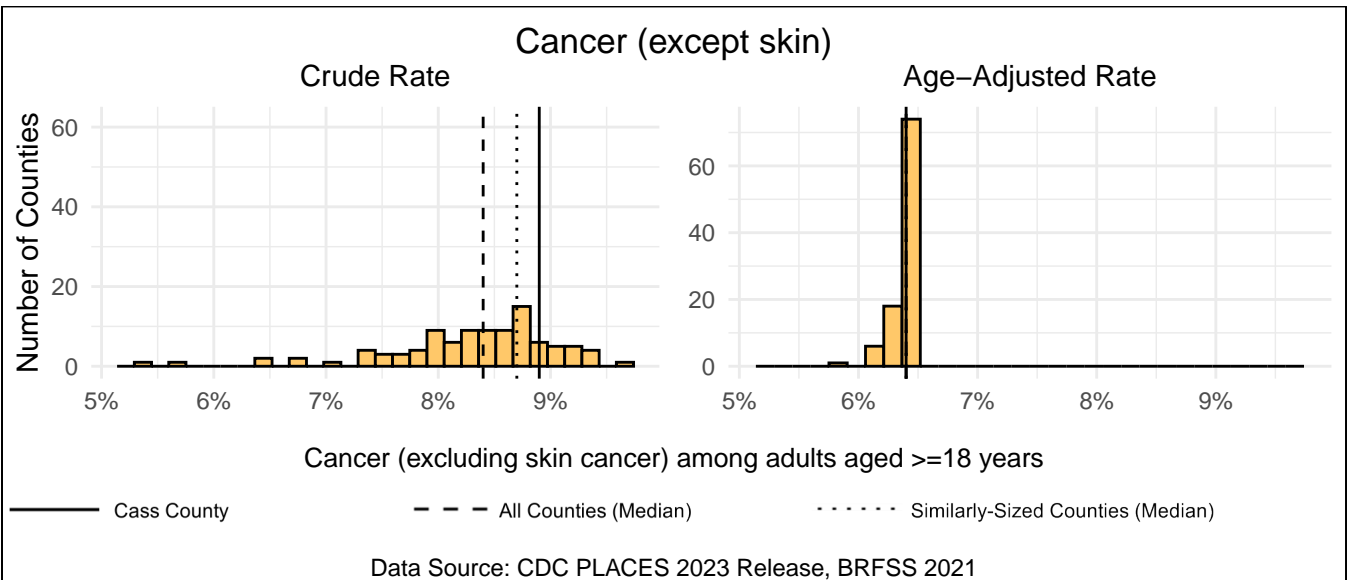 Cancer (except skin)
Crude Rate
Age−Adjusted Rate
Number of Counties
60
40
20
0
5%
6%
7%
8%
9%
60
40
20
0
5%
6%
7%
8%
9%
Cancer (excluding skin cancer) among adults aged >=18 years
Cass County
All Counties (Median)
Similarly-Sized Counties (Median)
Data Source: CDC PLACES 2023 Release, BRFSS 2021